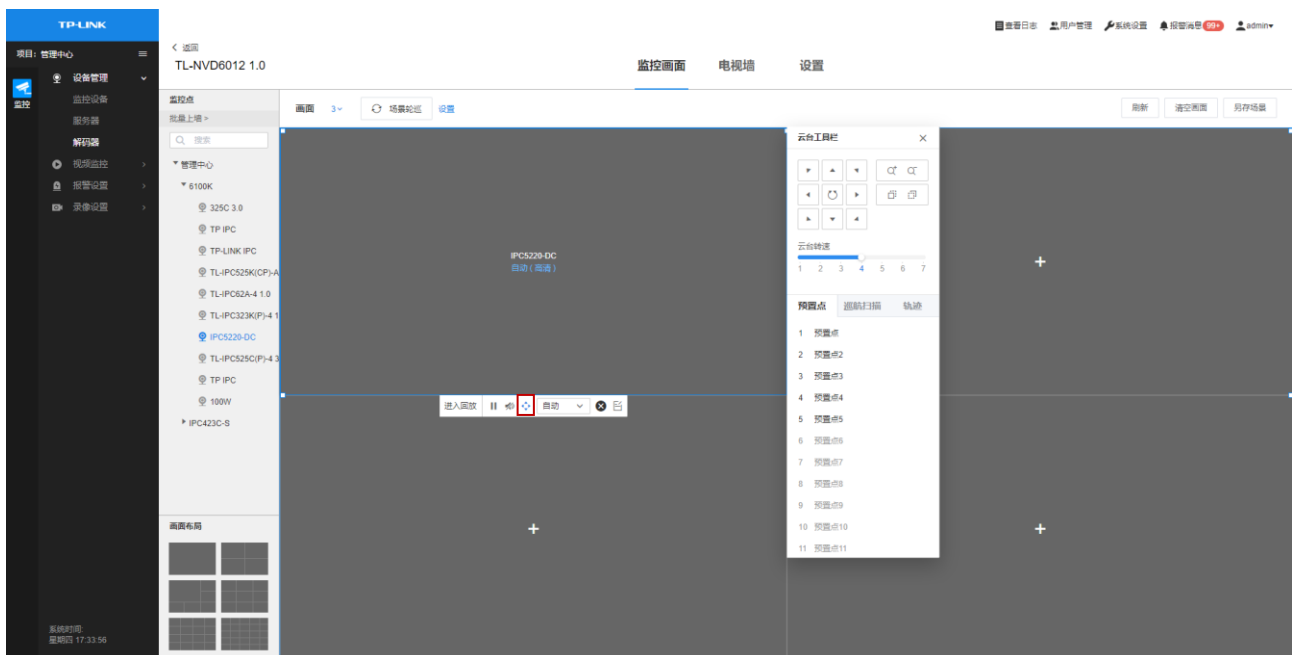 TP-LINK
查看日志 用户管理 系统设置 报警消息 99+ admin
项目: 管理中心
监控
设备管理
监控设备
服务器
解码器
视频监控
报警设置
录像设置
系统时间:
星期四 17:33:56
返回
TL-NVD6012 1.0
监控画面 电视墙 设置
监控点
批量上墙 >
搜索
管理中心
6100K
325C 3.0
TP IPC
TP-LINK IPC
TL-IPC525K(CP)-A
TL-IPC62A-4 1.0
TL-IPC323K(P)-4 1
IPC5220-DC
TL-IPC525C(P)-4 3
TP IPC
100W
IPC423C-S
画面布局
画面 3 场景轮巡 设置
刷新 清空画面 另存场景
IPC5220-DC
自动 ( 高清 )
+
进入回放 自动
+
+
云台工具栏
云台转速
1 2 3 4 5 6 7
预置点 巡航扫描 轨迹
1 预置点
2 预置点2
3 预置点3
4 预置点4
5 预置点5
6 预置点6
7 预置点7
8 预置点8
9 预置点9
10 预置点10
11 预置点11